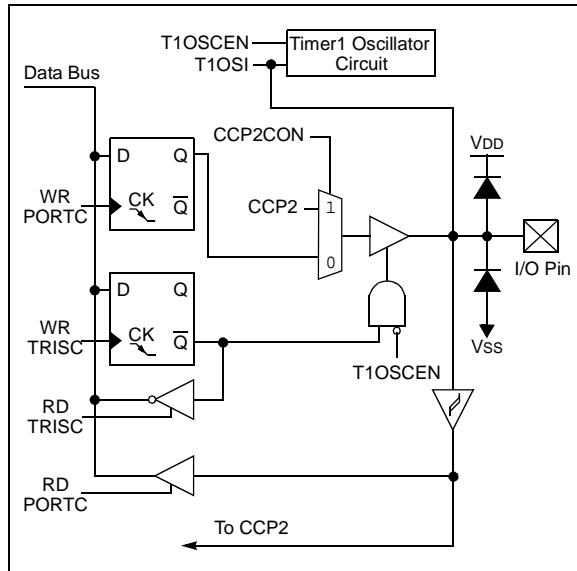 T1OSCEN
Timer1 Oscillator
Circuit
T1OSI
Data Bus
D
Q
CCP2CON
VDD
WR
PORTC
CK
Q
CCP2
1
0
I/O Pin
D
Q
WR
TRISC
CK
Q
VSS
T1OSCEN
RD
TRISC
RD
PORTC
To CCP2